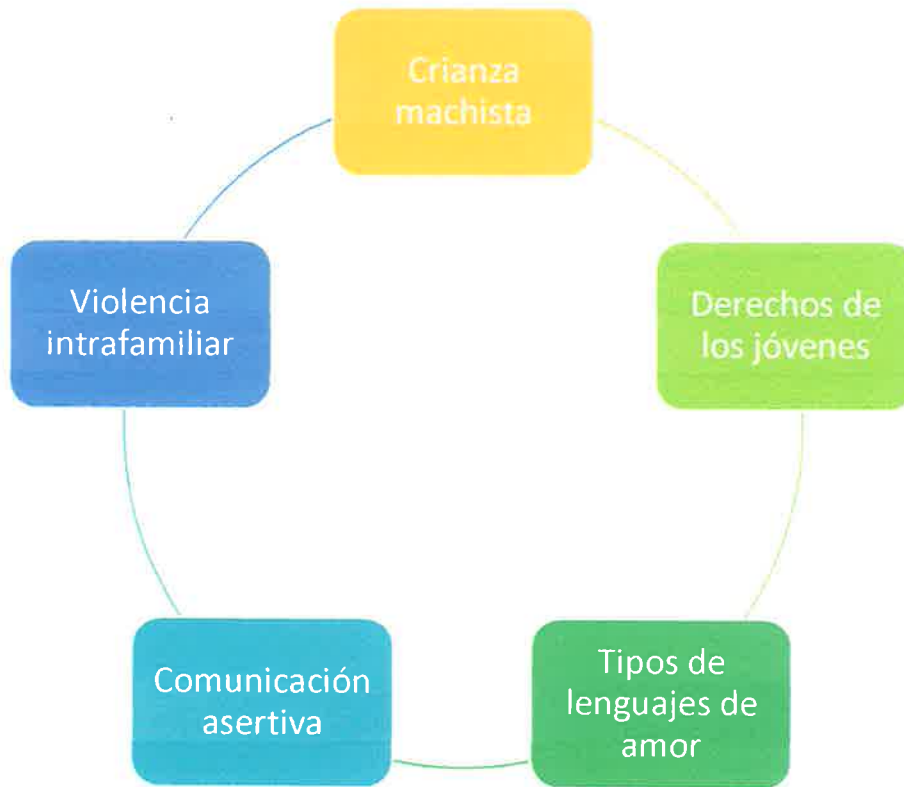 Crianza
machista
Derechos de
los jóvenes
Tipos de
lenguajes de
amor
Comunicación
asertiva
Violencia
intrafamiliar